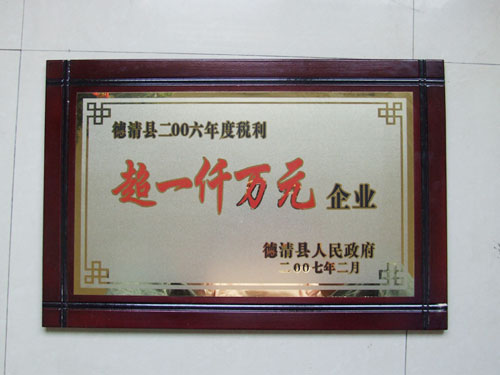 德清县二00六年度税利
超一仟万元企业
德清县人民政府
二00七年二月